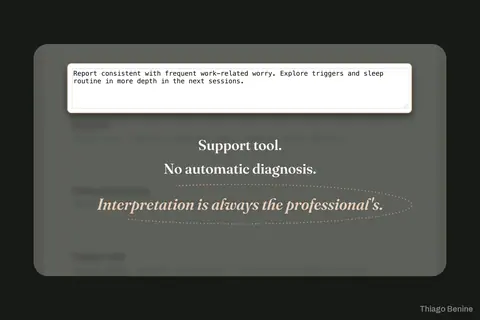 Report consistent with frequent work-related worry. Explore triggers and sleep
routine in more depth in the next sessions.
Support tool.
No automatic diagnosis.
Interpretation is always the professional's.
Thiago Benine